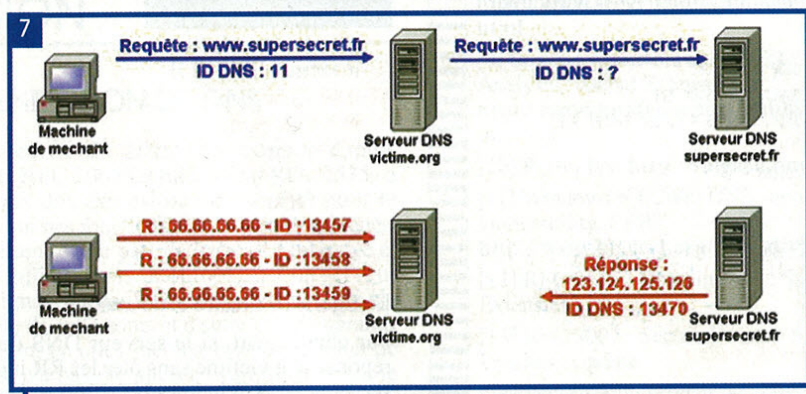 7
Requête : www.supersecret.fr
ID DNS : 11
Requête : www.supersecret.fr
ID DNS : ?
Machine
de mechant
Serveur DNS
victime.org
Serveur DNS
supersecret.fr
R : 66.66.66.66 - ID :13457
R : 66.66.66.66 - ID :13458
R : 66.66.66.66 - ID :13459
Réponse :
123.124.125.126
ID DNS : 13470
Machine
de mechant
Serveur DNS
victime.org
Serveur DNS
supersecret.fr